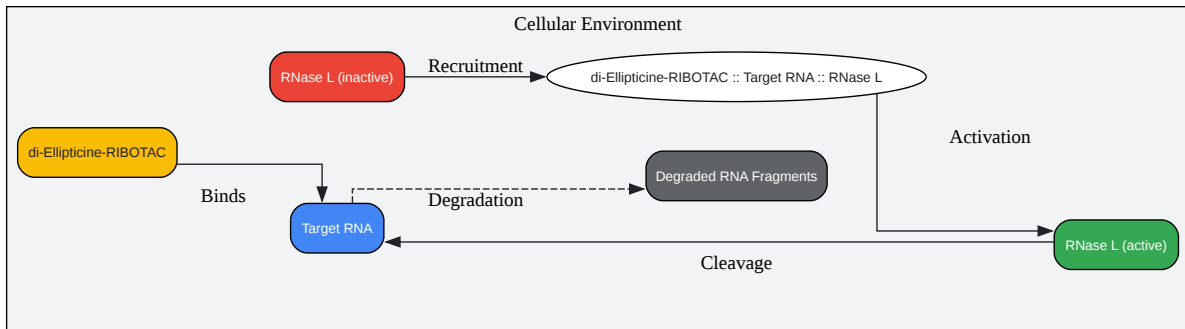 Cellular Environment
RNase L (inactive)
Recruitment
di-Ellipticine-RIBOTAC :: Target RNA :: RNase L
Activation
di-Ellipticine-RIBOTAC
Binds
Degraded RNA Fragments
Degradation
Target RNA
RNase L (active)
Cleavage